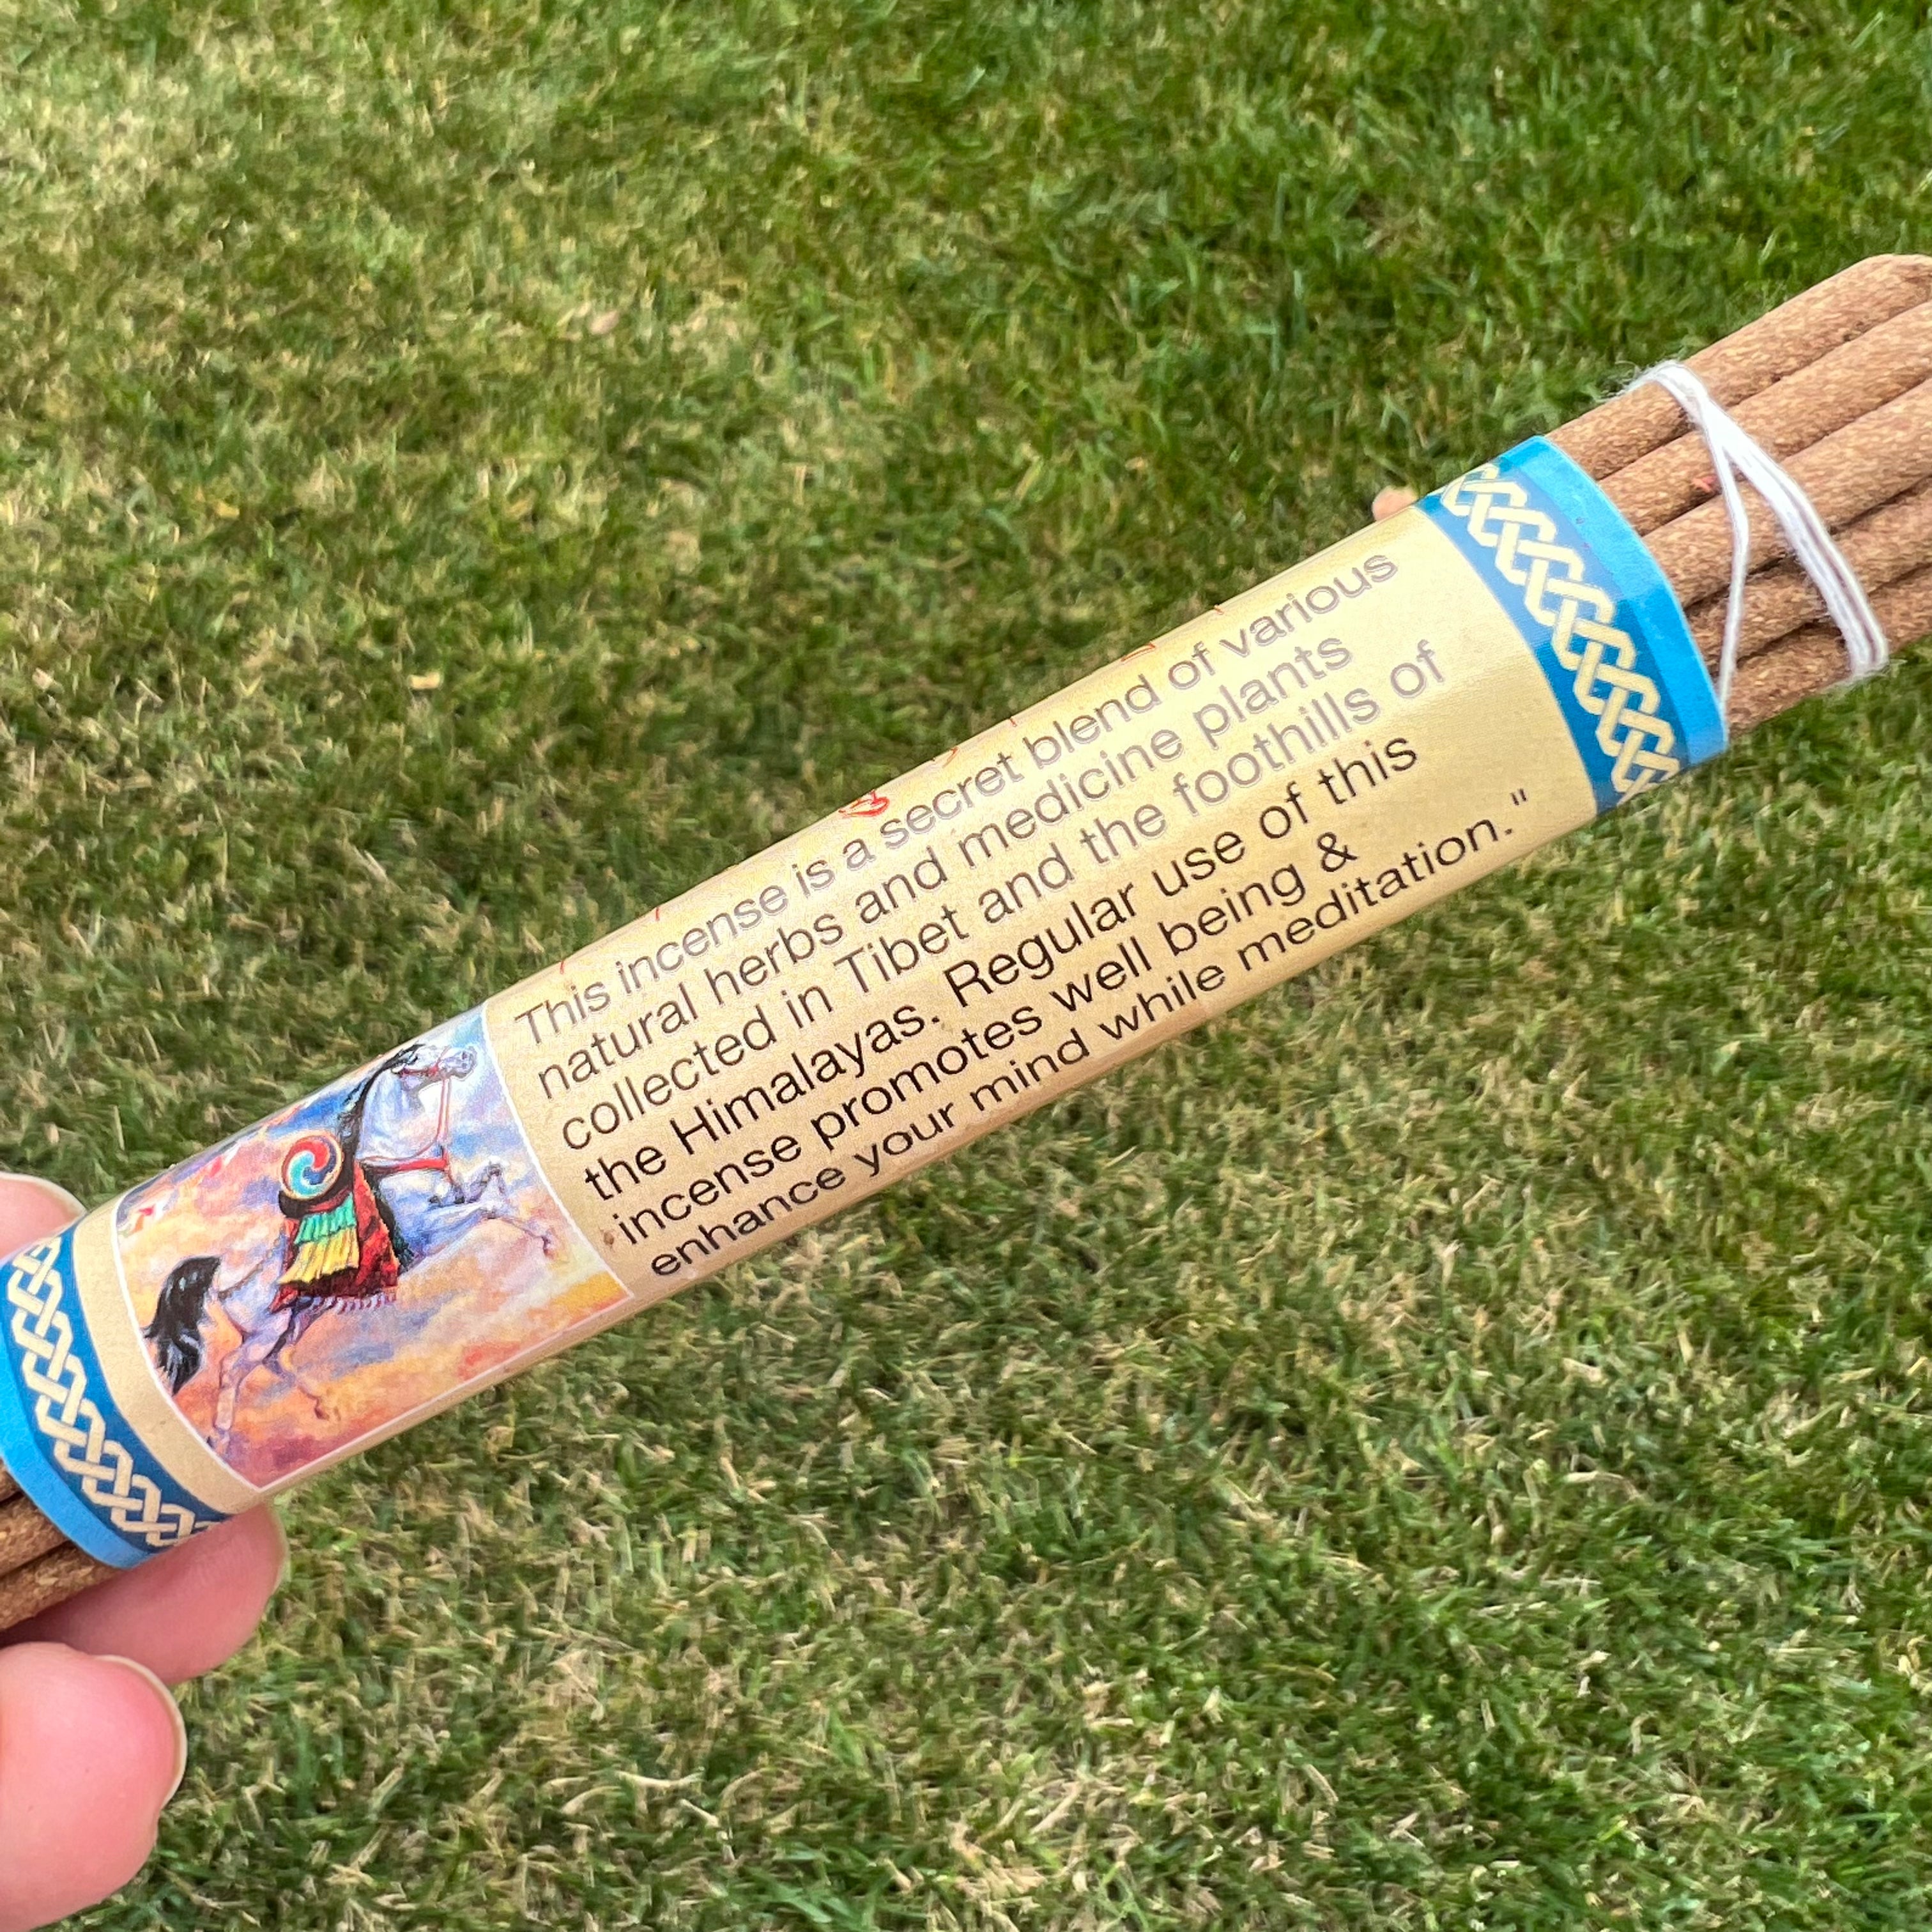 This incense is a secret blend of various
natural herbs and medicine plants
collected in Tibet and the foothills of
the Himalayas. Regular use of this
incense promotes well being &
enhance your mind while meditation."